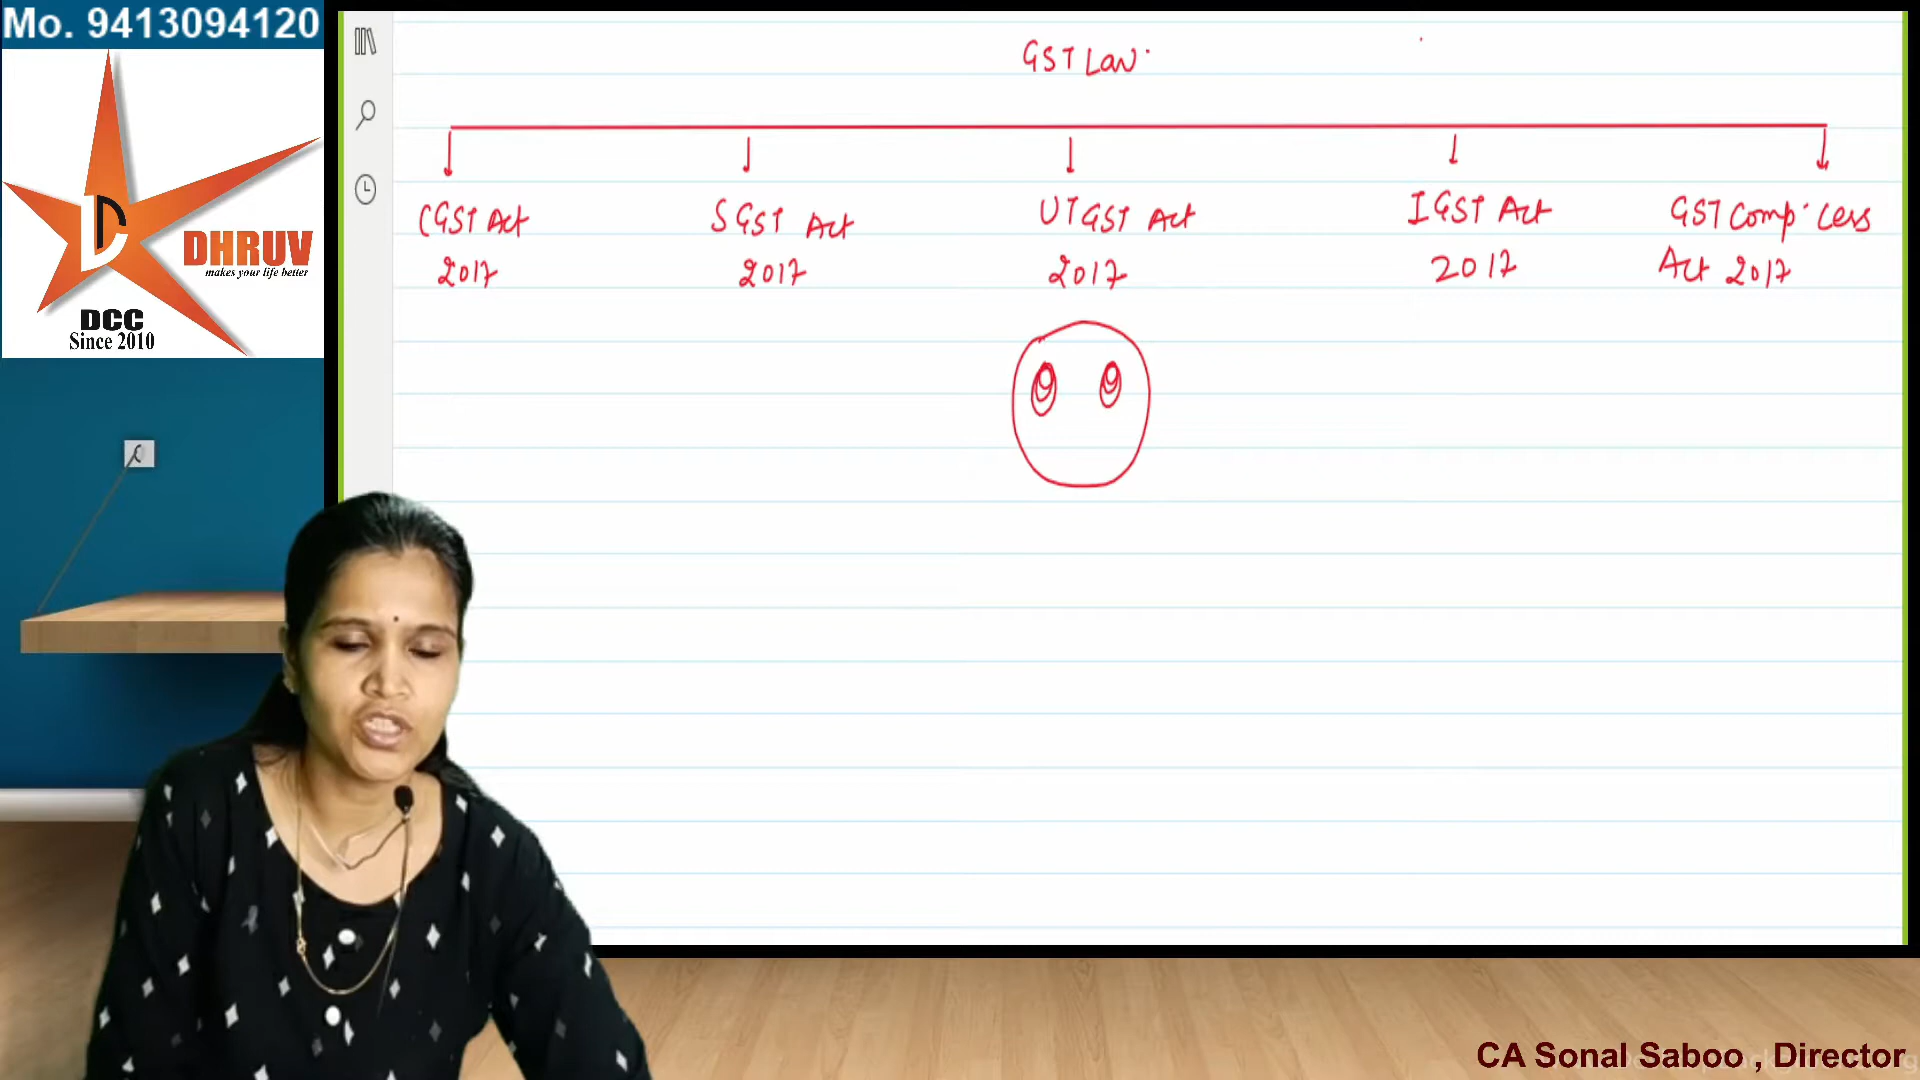 Mo. 9413094120
DC
DHRUV
makes your life better
DCC
Since 2010
GST Law
CGST Act
2017
SGST Act
2017
UTGST Act
2017
IGST Act
2017
GST Comp. Cess
Act 2017
CA Sonal Saboo , Director